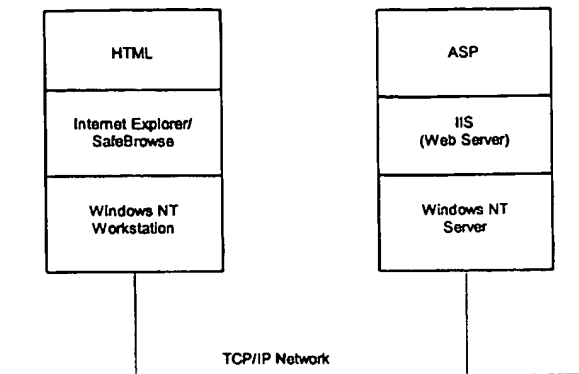 HTML
Internet Explorer/
SafeBrowse
Windows NT
Workstation
ASP
IIS
(Web Server)
Windows NT
Server
TCP/IP Network